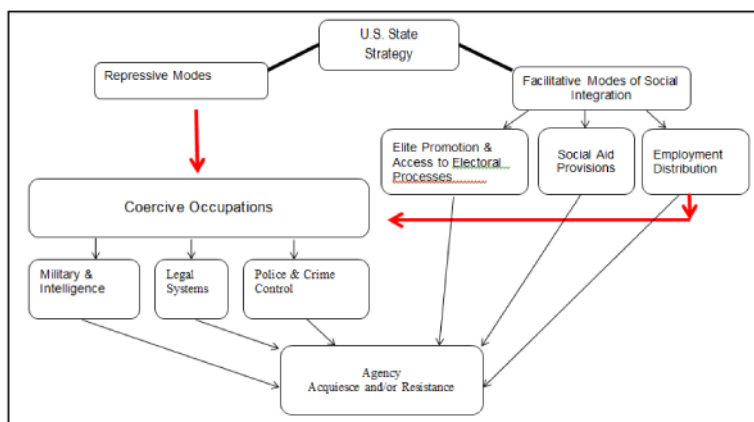 U.S. State
Strategy
Repressive Modes
Facilitative Modes of Social
Integration
Elite Promotion &
Access to Electoral
Processes
Social Aid
Provisions
Employment
Distribution
Coercive Occupations
Military &
Intelligence
Legal
Systems
Police & Crime
Control
Agency
Acquiesce and/or Resistance